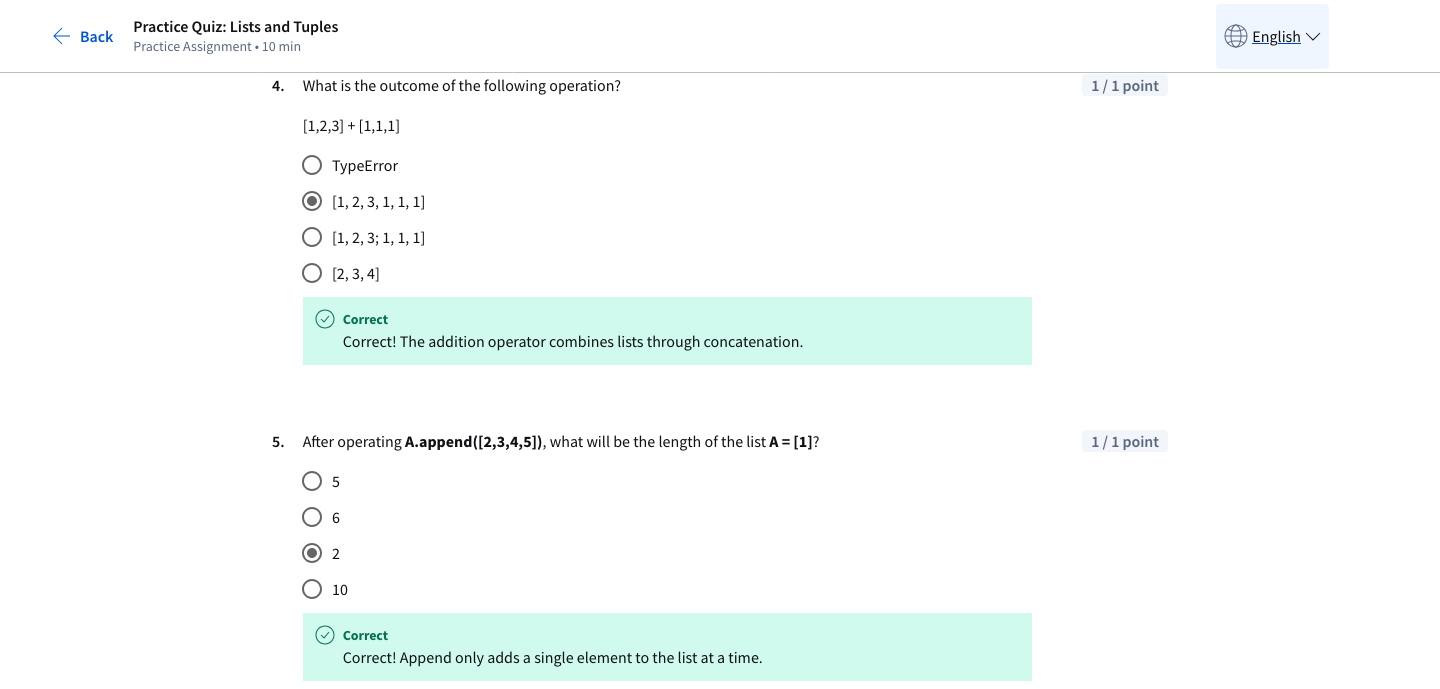 Back
Practice Quiz: Lists and Tuples
Practice Assignment • 10 min
English
4. What is the outcome of the following operation? 1 / 1 point
[1,2,3] + [1,1,1]
TypeError
[1, 2, 3, 1, 1, 1]
[1, 2, 3; 1, 1, 1]
[2, 3, 4]
Correct
Correct! The addition operator combines lists through concatenation.
5. After operating A.append([2,3,4,5]), what will be the length of the list A = [1]? 1 / 1 point
5
6
2
10
Correct
Correct! Append only adds a single element to the list at a time.